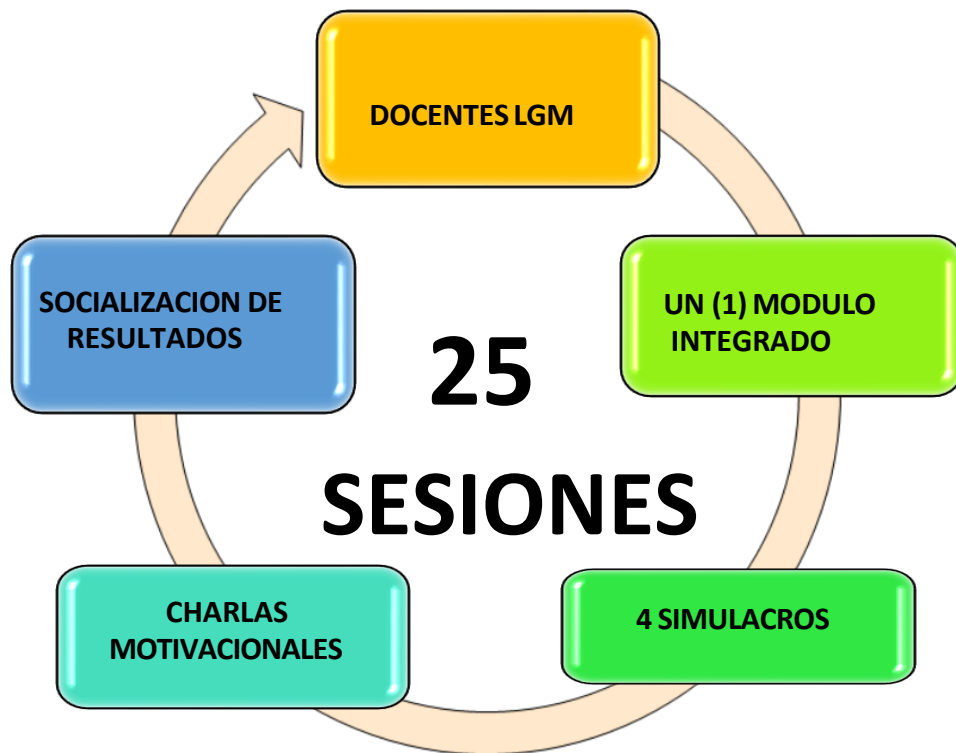 DOCENTES LGM
UN (1) MODULO
INTEGRADO
4 SIMULACROS
CHARLAS
MOTIVACIONALES
SOCIALIZACION DE
RESULTADOS
25
SESIONES